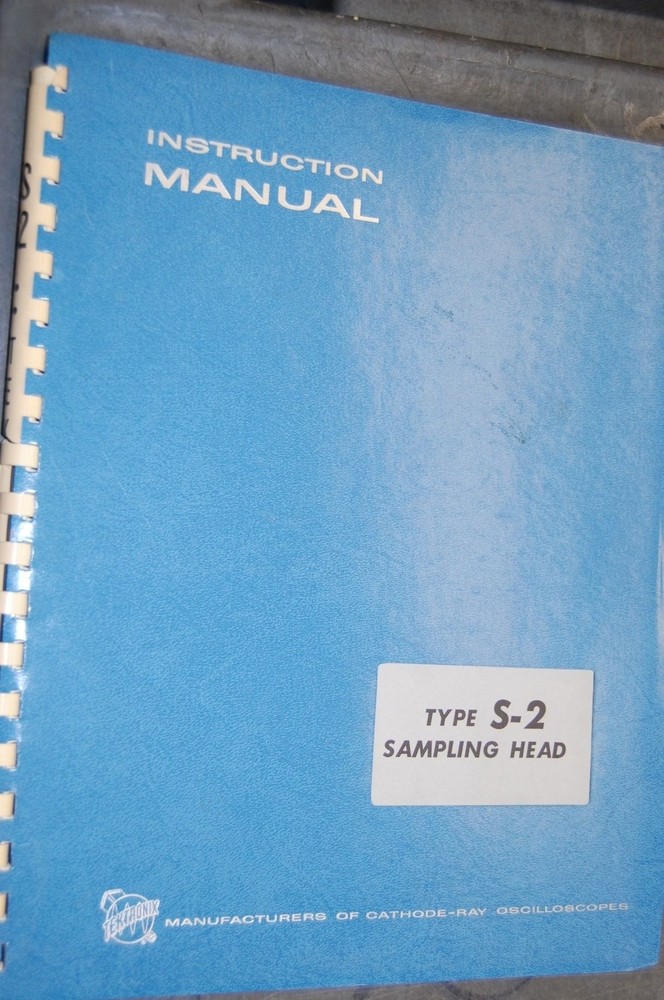 INSTRUCTION
MANUAL
TYPE S-2
SAMPLING HEAD
TEKTRONIX
®
MANUFACTURERS OF CATHODE-RAY OSCILLOSCOPES